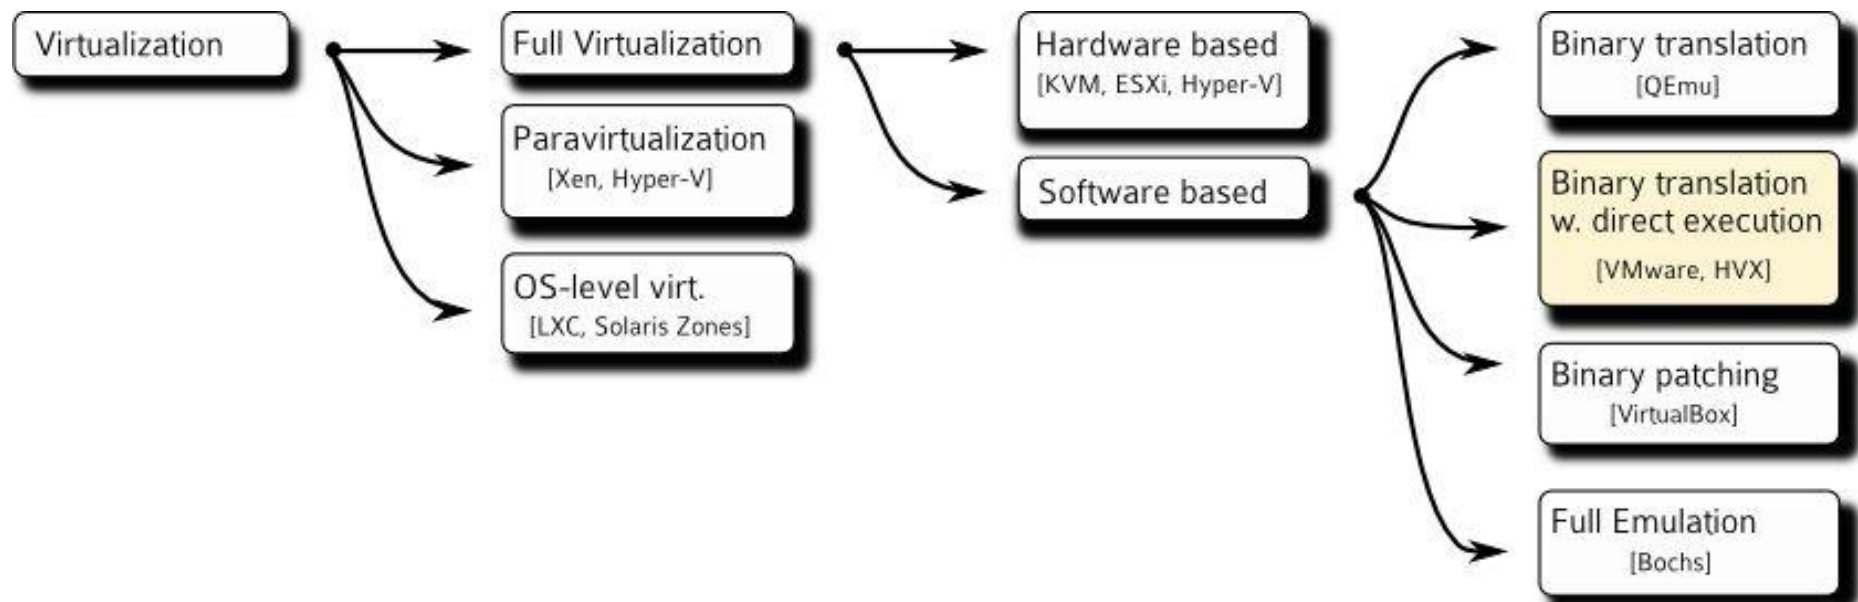 Virtualization
Full Virtualization
Paravirtualization
[Xen, Hyper-V]
OS-level virt.
[LXC, Solaris Zones]
Hardware based
[KVM, ESXi, Hyper-V]
Software based
Binary translation
[QEmu]
Binary translation
w. direct execution
[VMware, HVX]
Binary patching
[VirtualBox]
Full Emulation
[Bochs]